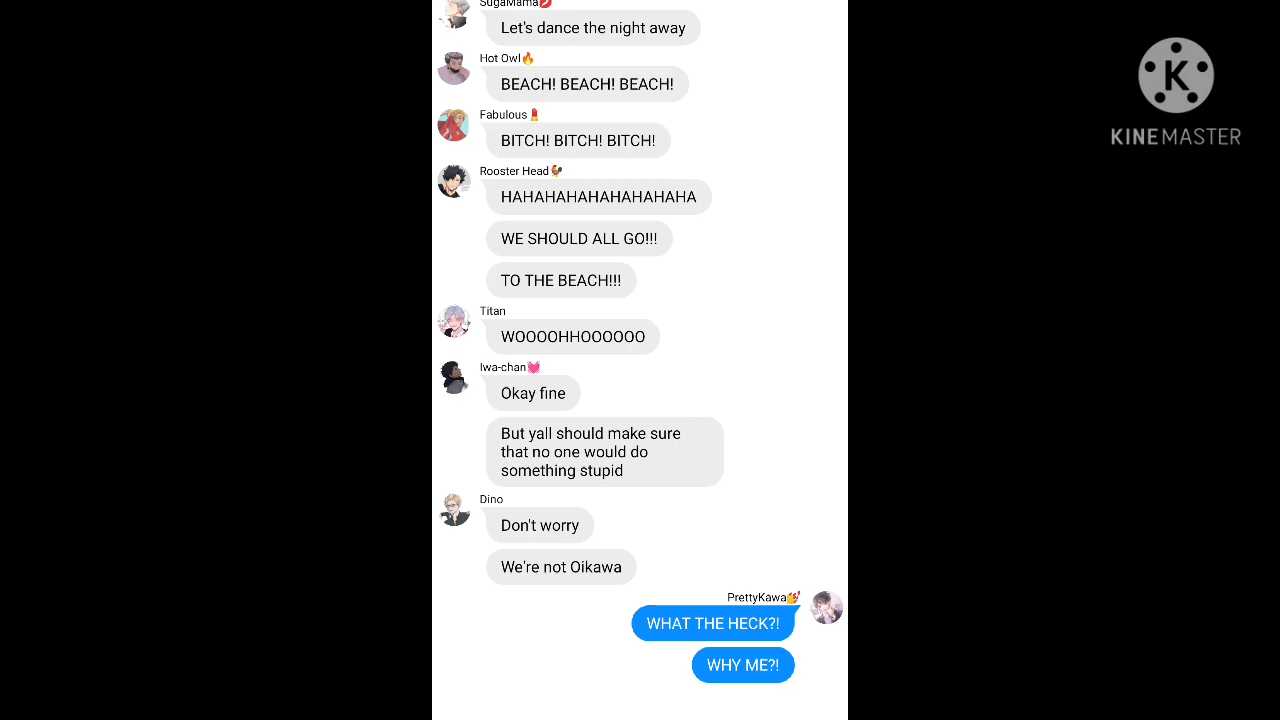 SugaMama💋
Let's dance the night away
Hot Owl🔥
BEACH! BEACH! BEACH!
Fabulous💄
BITCH! BITCH! BITCH!
Rooster Head🐓
HAHAHAHAHAHAHAHAHA
WE SHOULD ALL GO!!!
TO THE BEACH!!!
Titan
WOOOOHHOOOOOO
Iwa-chan💓
Okay fine
But yall should make sure
that no one would do
something stupid
Dino
Don't worry
We're not Oikawa
PrettyKawa💅
WHAT THE HECK?!
WHY ME?!
K
KINEMASTER